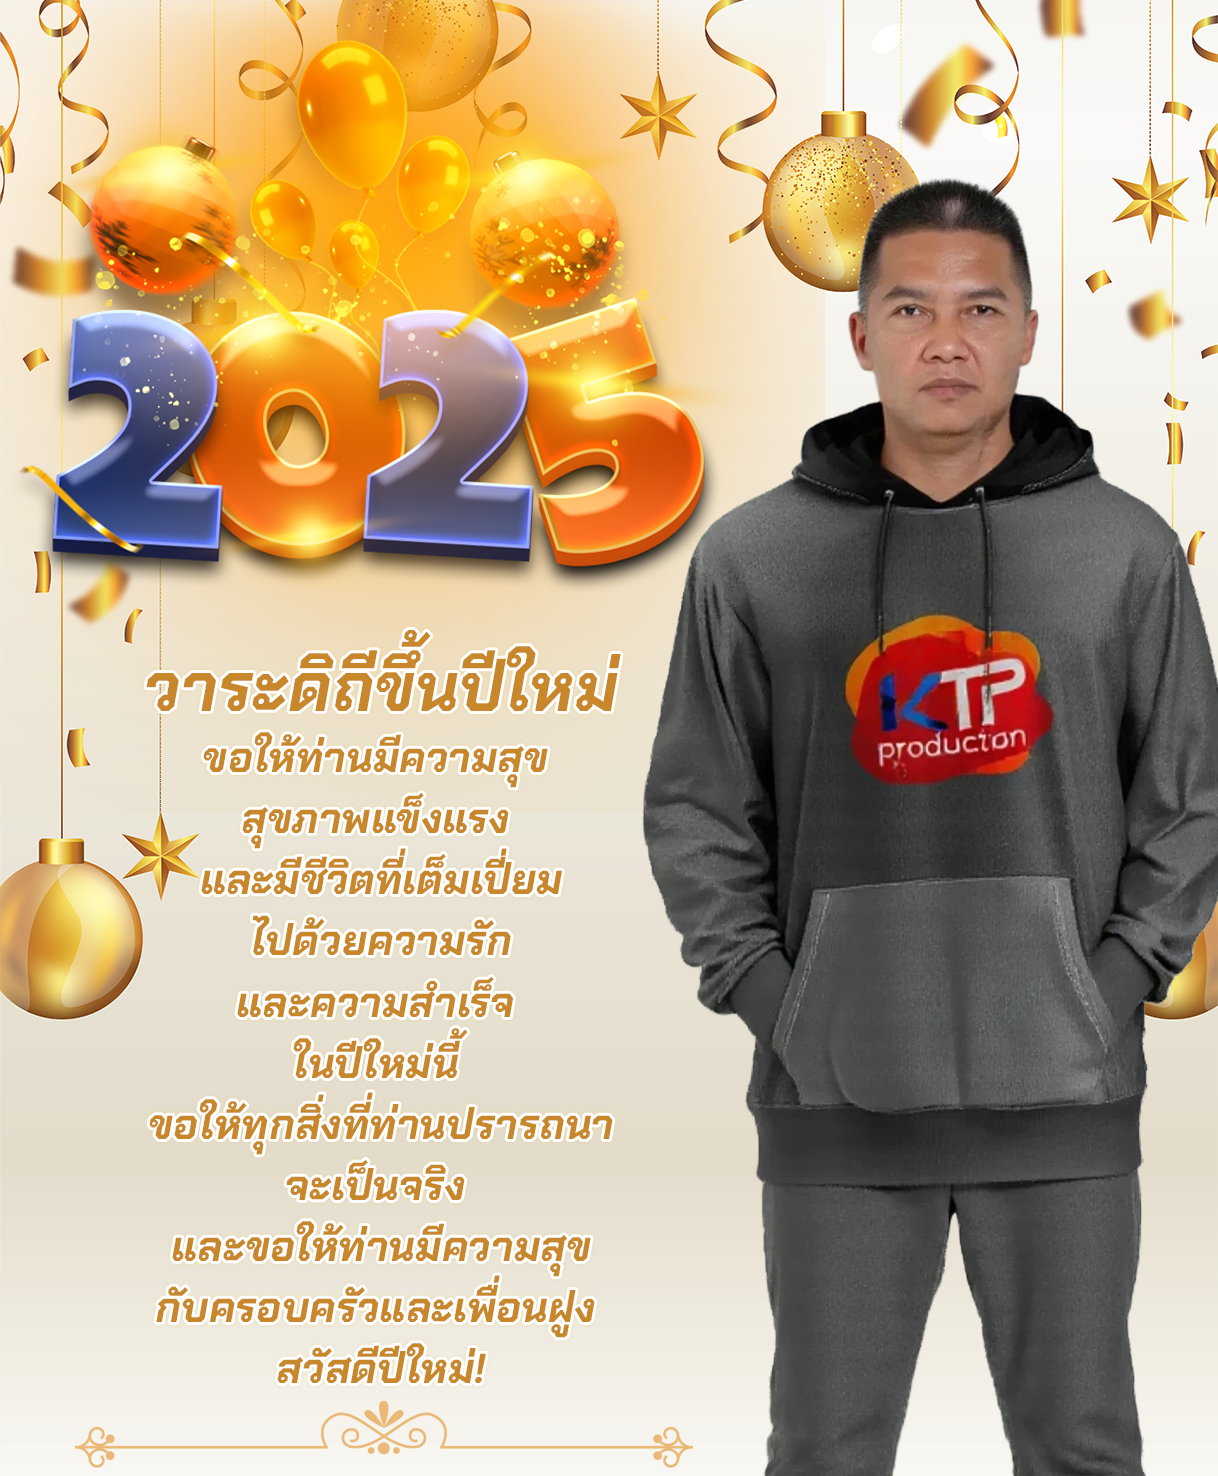 2025
วาระดิถีขึ้นปีใหม่
ขอให้ท่านมีความสุข
สุขภาพแข็งแรง
และมีชีวิตที่เต็มเปี่ยม
ไปด้วยความรัก
และความสำเร็จ
ในปีใหม่นี้
ขอให้ทุกสิ่งที่ท่านปรารถนา
จะเป็นจริง
และขอให้ท่านมีความสุข
กับครอบครัวและเพื่อนฝูง
สวัสดีปีใหม่!
KTP
production